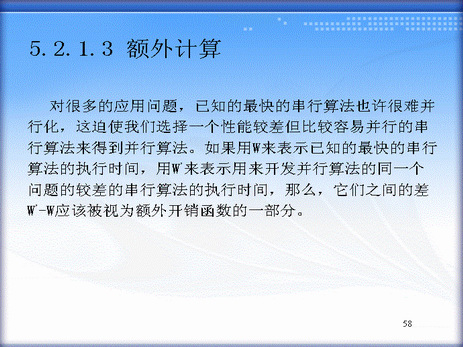 5.2.1.3 额外计算
对很多的应用问题，已知的最快的串行算法也许很难并
行化，这迫使我们选择一个性能较差但比较容易并行的串
行算法来得到并行算法。如果用W来表示已知的最快的串行
算法的执行时间，用W'来表示用来开发并行算法的同一个
问题的较差的串行算法的执行时间，那么，它们之间的差
W'-W应该被视为额外开销函数的一部分。
58